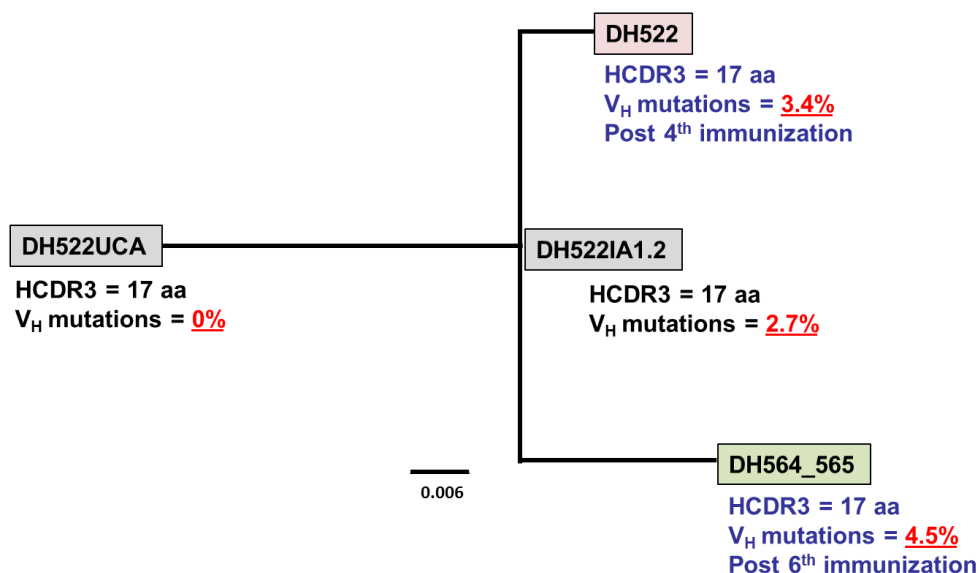 DH522
HCDR3 = 17 aa
VH mutations = 3.4%
Post 4th immunization
DH522UCA
HCDR3 = 17 aa
VH mutations = 0%
DH522IA1.2
HCDR3 = 17 aa
VH mutations = 2.7%
DH564_565
HCDR3 = 17 aa
VH mutations = 4.5%
Post 6th immunization
0.006